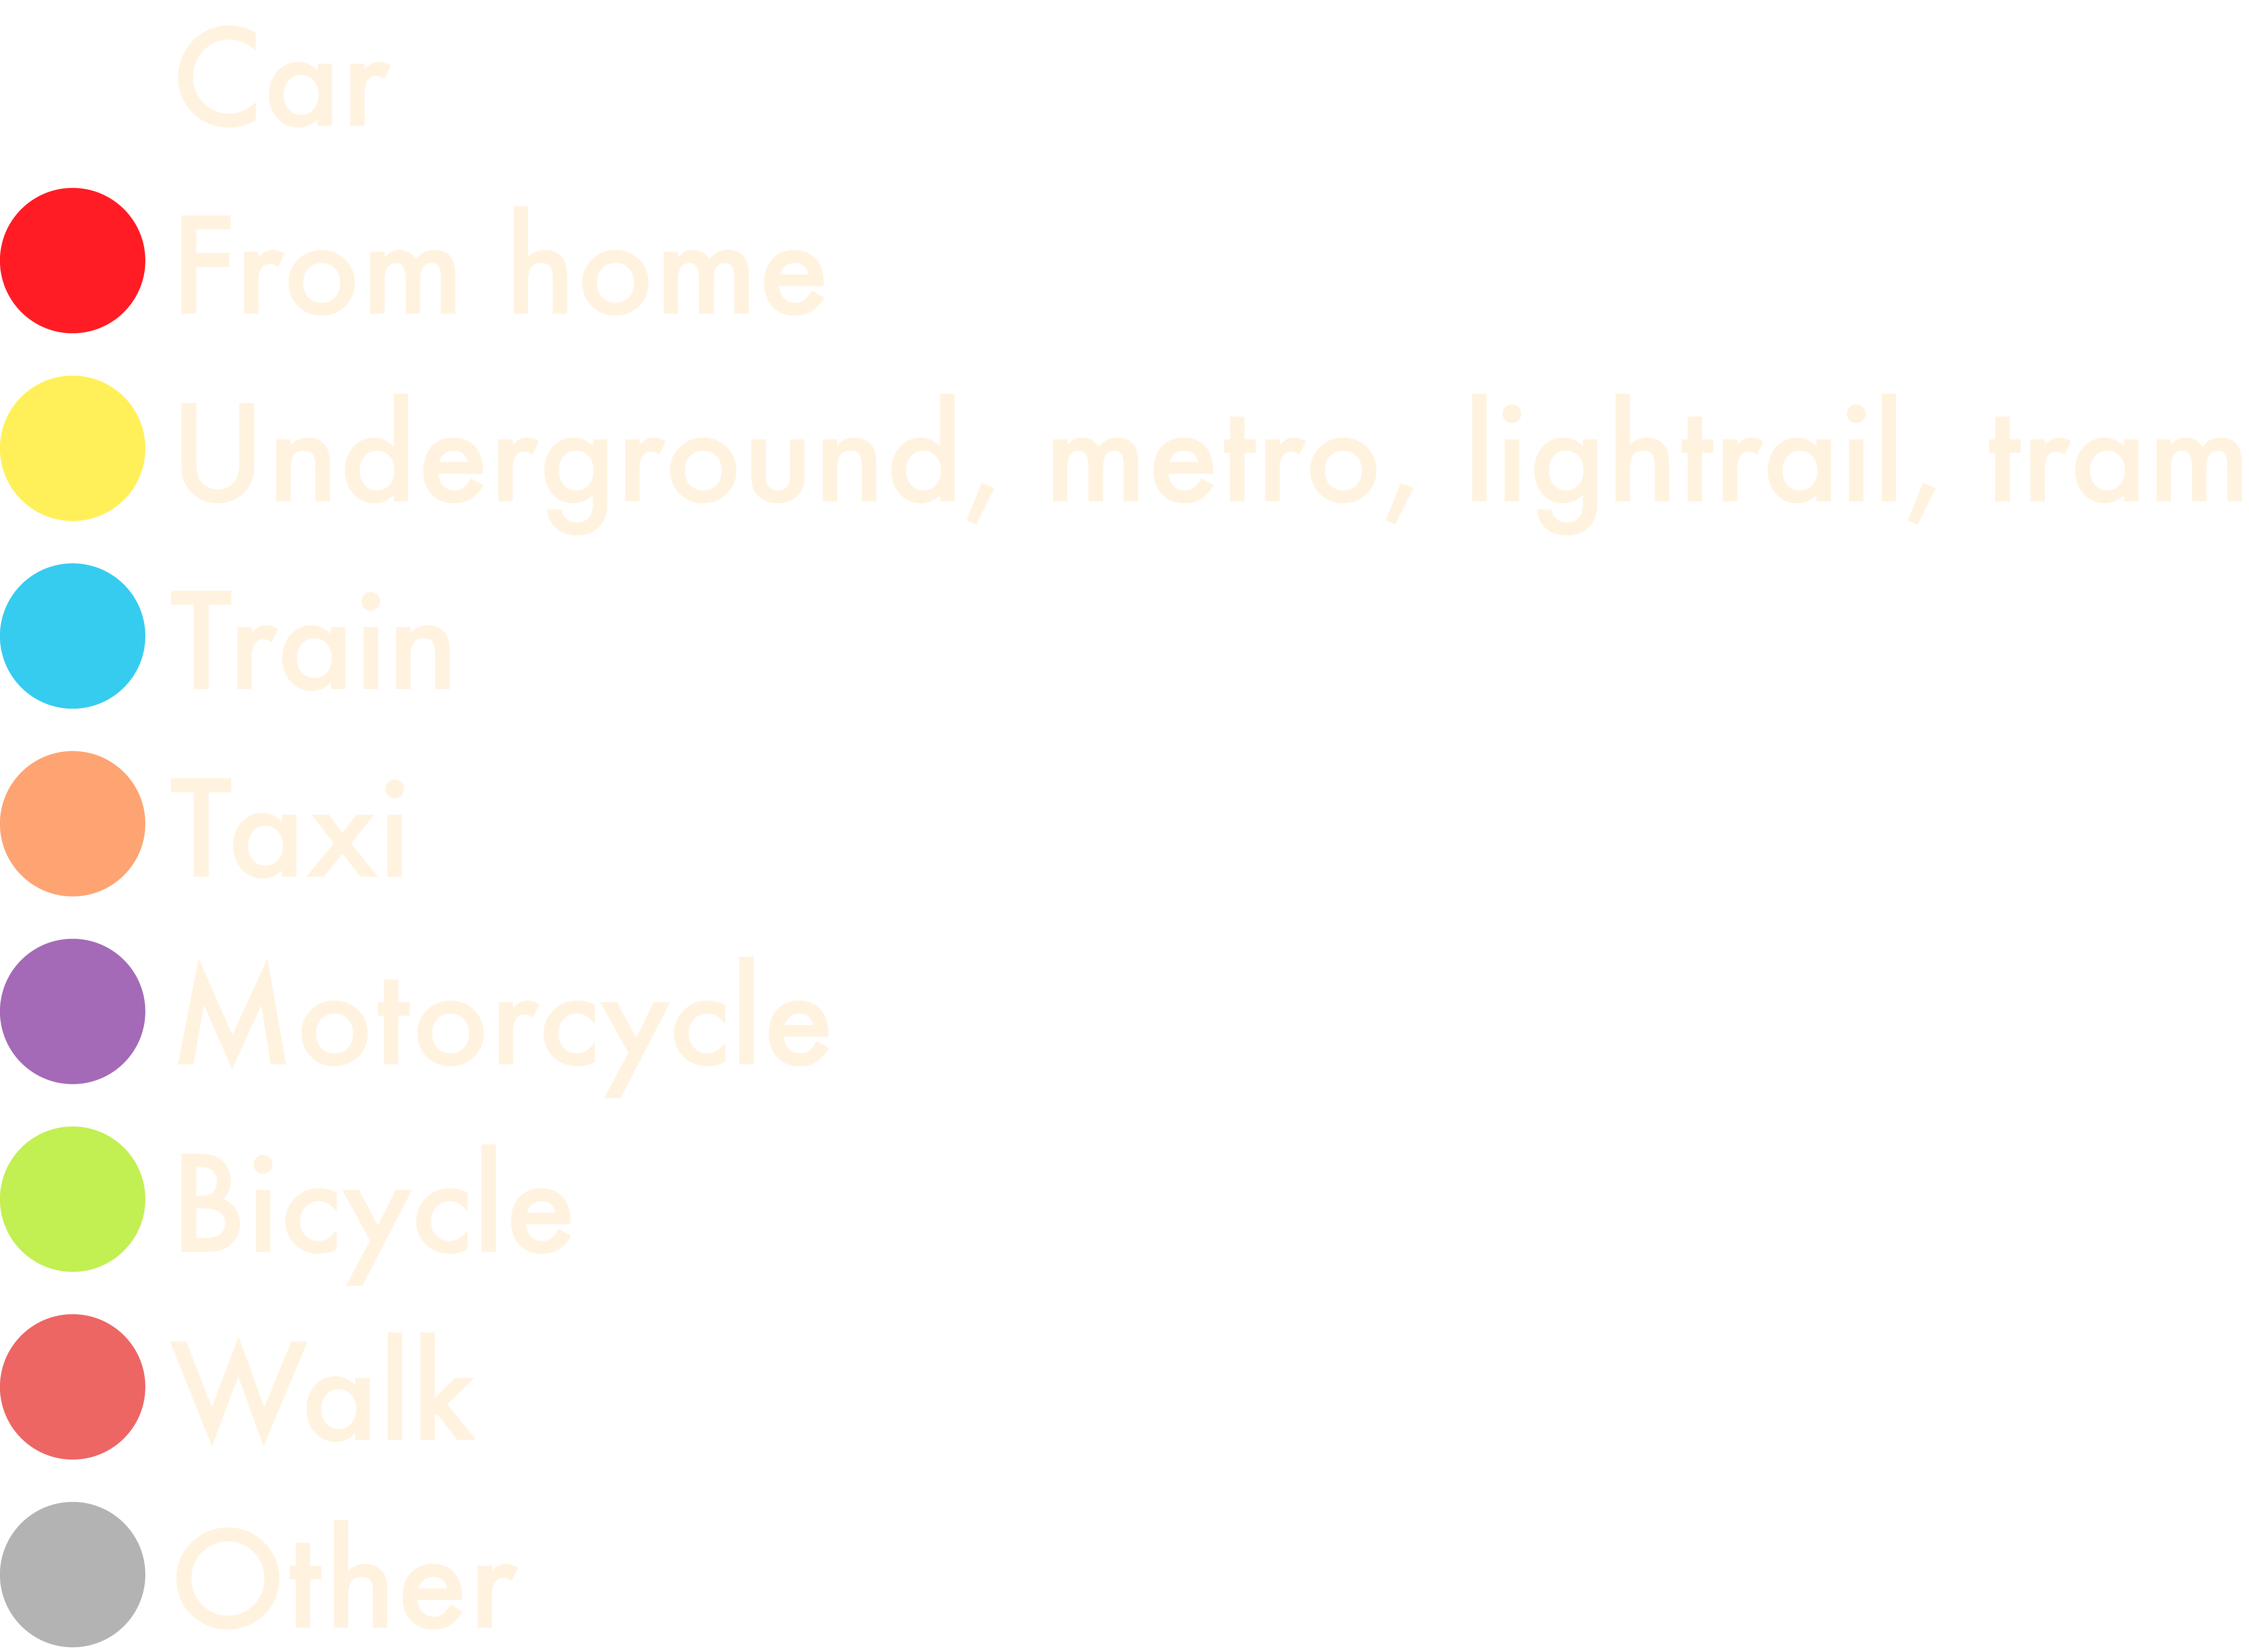 Car
From home
Underground, metro, lightrail, tram
Train
Taxi
Motorcycle
Bicycle
Walk
Other